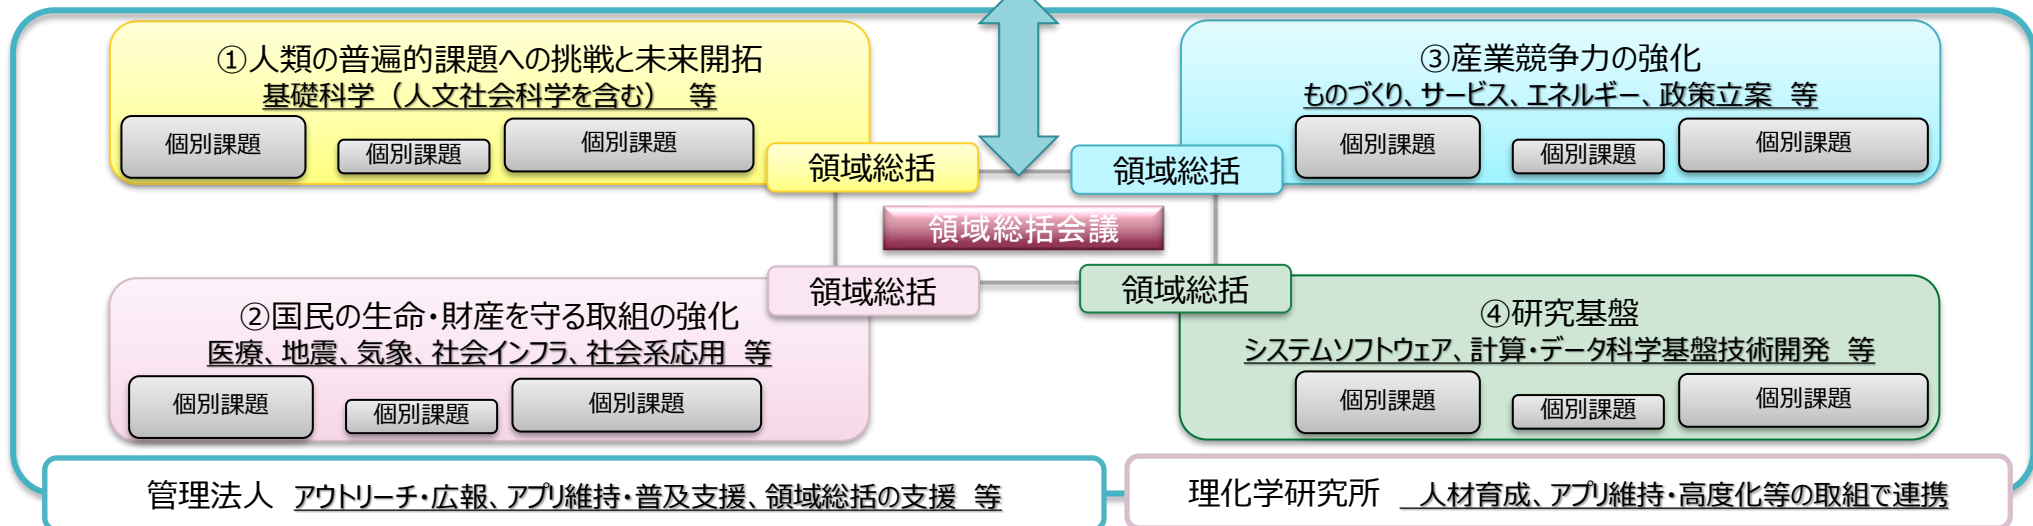 ①人類の普遍的課題への挑戦と未来開拓
基礎科学（人文社会科学を含む） 等
個別課題
個別課題
個別課題
領域総括
③産業競争力の強化
ものづくり、サービス、エネルギー、政策立案 等
個別課題
個別課題
個別課題
領域総括
領域総括会議
領域総括
②国民の生命・財産を守る取組の強化
医療、地震、気象、社会インフラ、社会系応用 等
個別課題
個別課題
個別課題
領域総括
④研究基盤
システムソフトウェア、計算・データ科学基盤技術開発 等
個別課題
個別課題
個別課題
管理法人 アウトリーチ・広報、アプリ維持・普及支援、領域総括の支援 等
理化学研究所 人材育成、アプリ維持・高度化等の取組で連携